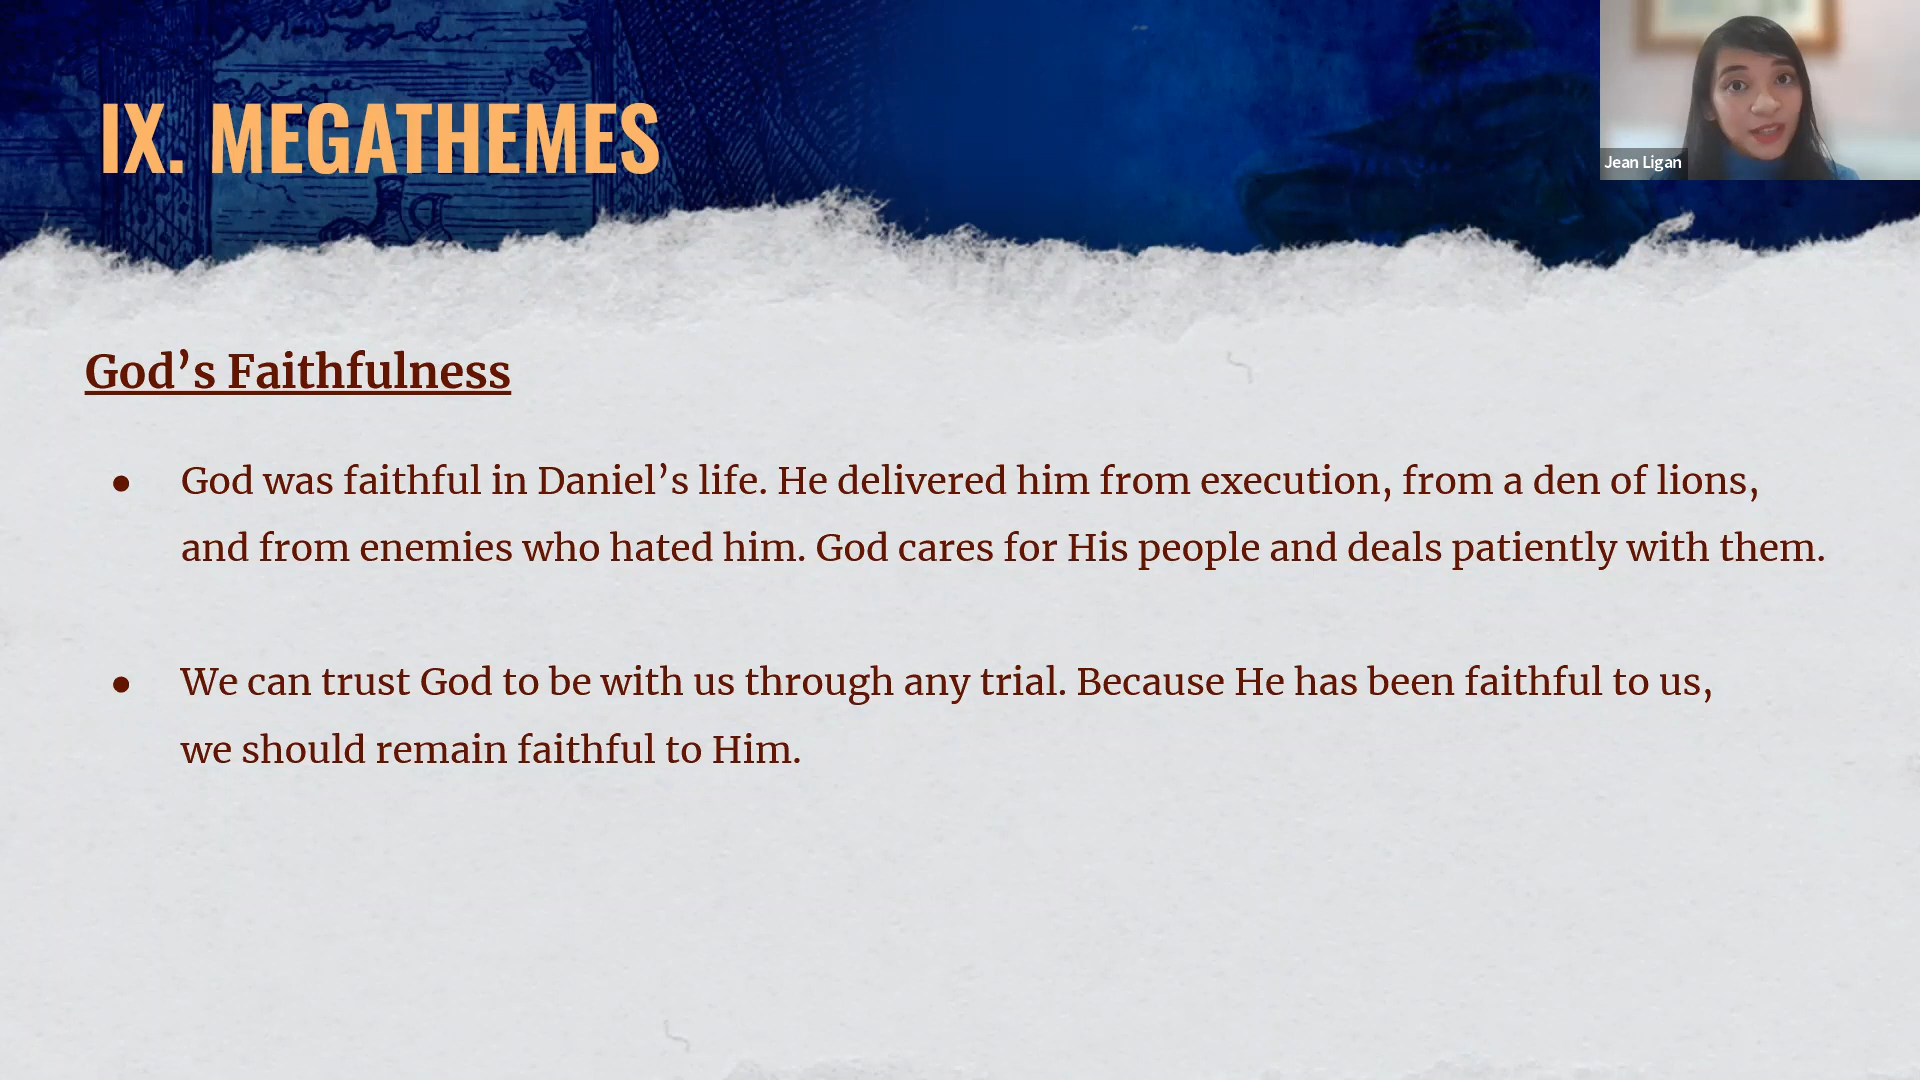 IX. MEGATHEMES
Jean Ligan
God’s Faithfulness
● God was faithful in Daniel’s life. He delivered him from execution, from a den of lions,
and from enemies who hated him. God cares for His people and deals patiently with them.
● We can trust God to be with us through any trial. Because He has been faithful to us,
we should remain faithful to Him.